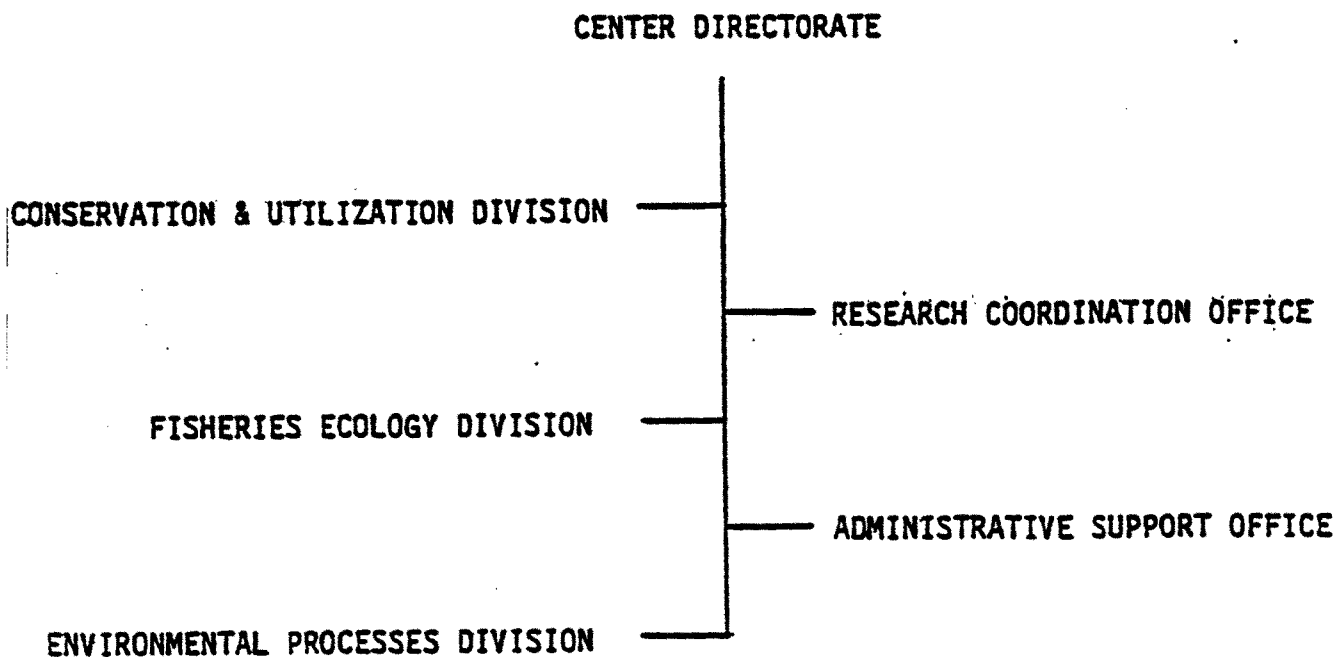 CENTER DIRECTORATE
CONSERVATION & UTILIZATION DIVISION
RESEARCH COORDINATION OFFICE
FISHERIES ECOLOGY DIVISION
ADMINISTRATIVE SUPPORT OFFICE
ENVIRONMENTAL PROCESSES DIVISION